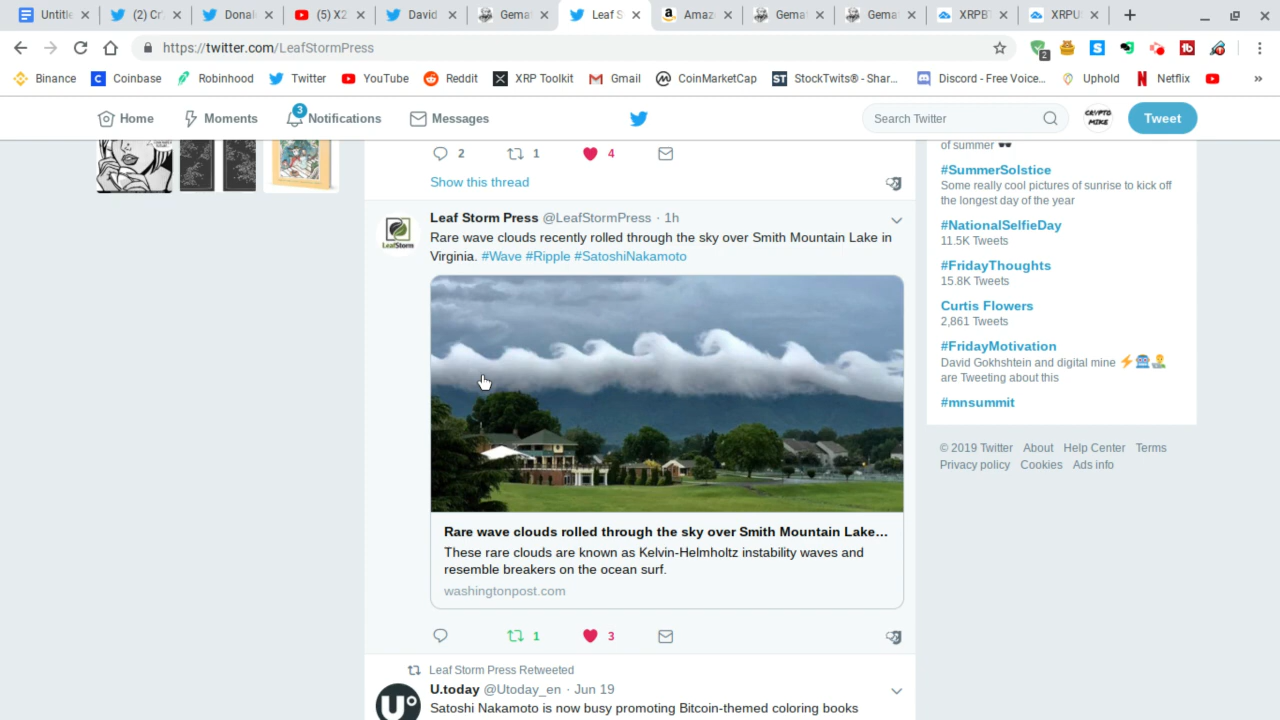 Untitle
(2) Cr
Donal
(5) X2
David
Gema
Leaf S
Amaz
Gema
Gema
XRPB
XRPU
https://twitter.com/LeafStormPress
2
Binance
Coinbase
Robinhood
Twitter
YouTube
Reddit
XRP Toolkit
Gmail
CoinMarketCap
StockTwits® - Shar...
Discord - Free Voice...
Uphold
Netflix
»
Home
Moments
3
Notifications
Messages
Search Twitter
CRYPTO
MIKE
Tweet
2 1 4
Show this thread
Leaf Storm Press @LeafStormPress · 1h
LeafStorm
Rare wave clouds recently rolled through the sky over Smith Mountain Lake in
Virginia. #Wave #Ripple #SatoshiNakamoto
Rare wave clouds rolled through the sky over Smith Mountain Lake...
These rare clouds are known as Kelvin-Helmholtz instability waves and
resemble breakers on the ocean surf.
washingtonpost.com
1 3
Leaf Storm Press Retweeted
U.today @Utoday_en · Jun 19
Satoshi Nakamoto is now busy promoting Bitcoin-themed coloring books
of summer
#SummerSolstice
Some really cool pictures of sunrise to kick off
the longest day of the year
#NationalSelfieDay
11.5K Tweets
#FridayThoughts
15.8K Tweets
Curtis Flowers
2,861 Tweets
#FridayMotivation
David Gokhshtein and digital mine
are Tweeting about this
#mnsummit
© 2019 Twitter About Help Center Terms
Privacy policy Cookies Ads info